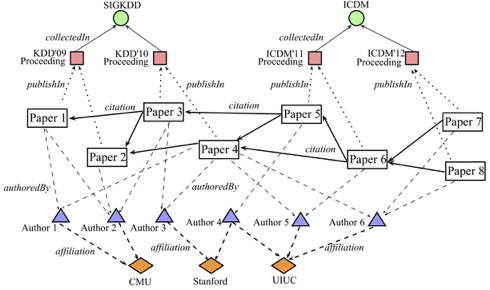 SIGKDD
ICDM
collectedIn
collectedIn
KDD'09
Proceeding
KDD'10
Proceeding
ICDM'11
Proceeding
ICDM'12
Proceeding
publishIn
publishIn
publishIn
publishIn
citation
citation
Paper 1
Paper 3
Paper 5
Paper 7
Paper 2
Paper 4
citation
Paper 6
Paper 8
authoredBy
authoredBy
Author 1
Author 2
Author 3
Author 4
Author 5
Author 6
affiliation
affiliation
affiliation
CMU
Stanford
UIUC